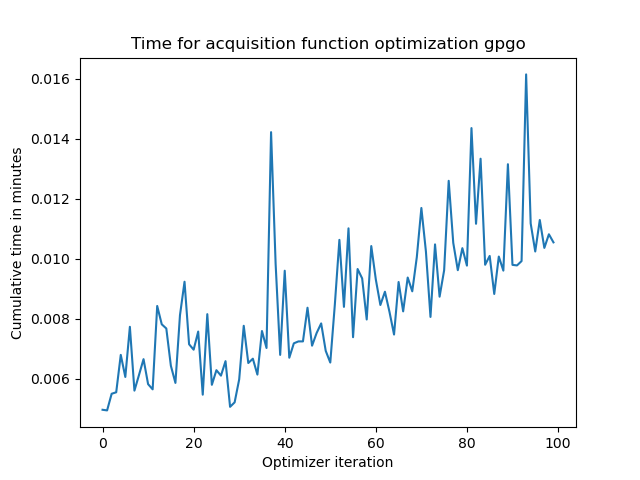 Time for acquisition function optimization gpgo
0.016
0.014
0.012
0.010
0.008
0.006
Cumulative time in minutes
0 20 40 60 80 100
Optimizer iteration